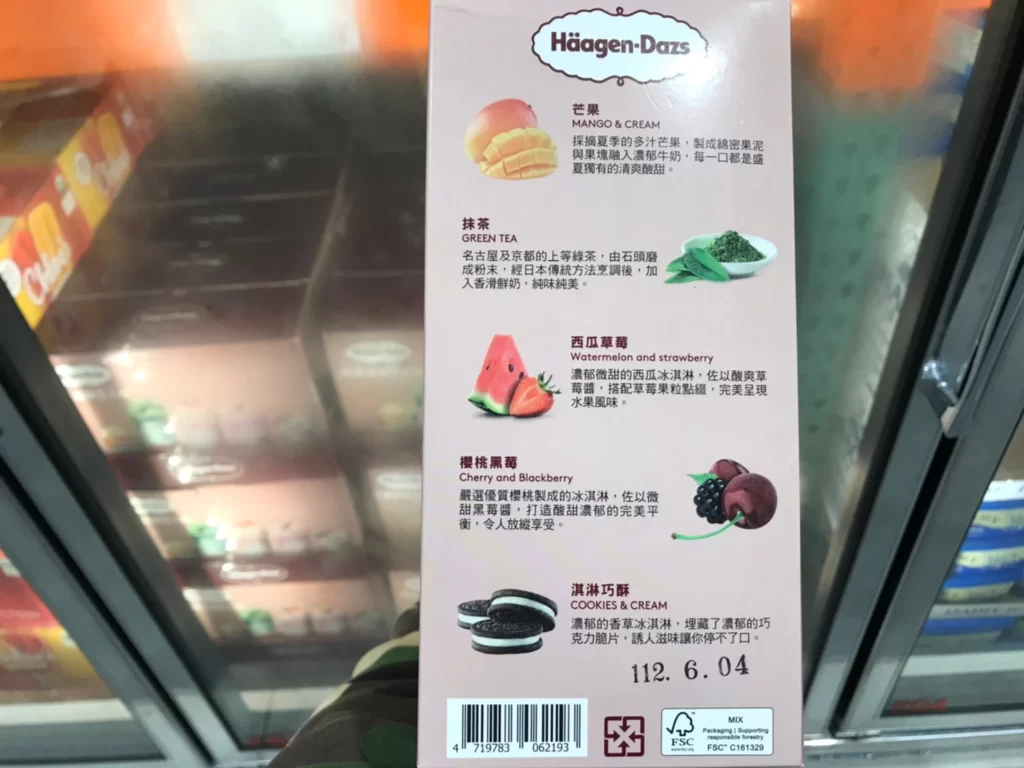 Häagen-Dazs
芒果
MANGO & CREAM
採摘夏季的多汁芒果，製成綿密果泥
與果塊融入濃郁牛奶，每一口都是盛
夏獨有的清爽酸甜。
抹茶
GREEN TEA
名古屋及京都的上等綠茶，由石頭磨
成粉末，經日本傳統方法烹調後，加
入香滑鮮奶，純味純美。
西瓜草莓
Watermelon and strawberry
濃郁微甜的西瓜冰淇淋，佐以酸爽草
莓醬，搭配草莓果粒點綴，完美呈現
水果風味。
櫻桃黑莓
Cherry and Blackberry
嚴選優質櫻桃製成的冰淇淋，佐以微
甜黑莓醬，打造酸甜濃郁的完美平
衡，令人放縱享受。
淇淋巧酥
COOKIES & CREAM
濃郁的香草冰淇淋，埋藏了濃郁的巧
克力脆片，誘人滋味讓你停不了口。
112. 6. 04
4 719783 062193
FSC
www.fsc.org
MIX
Packaging | Supporting
responsible forestry
FSC™ C161329